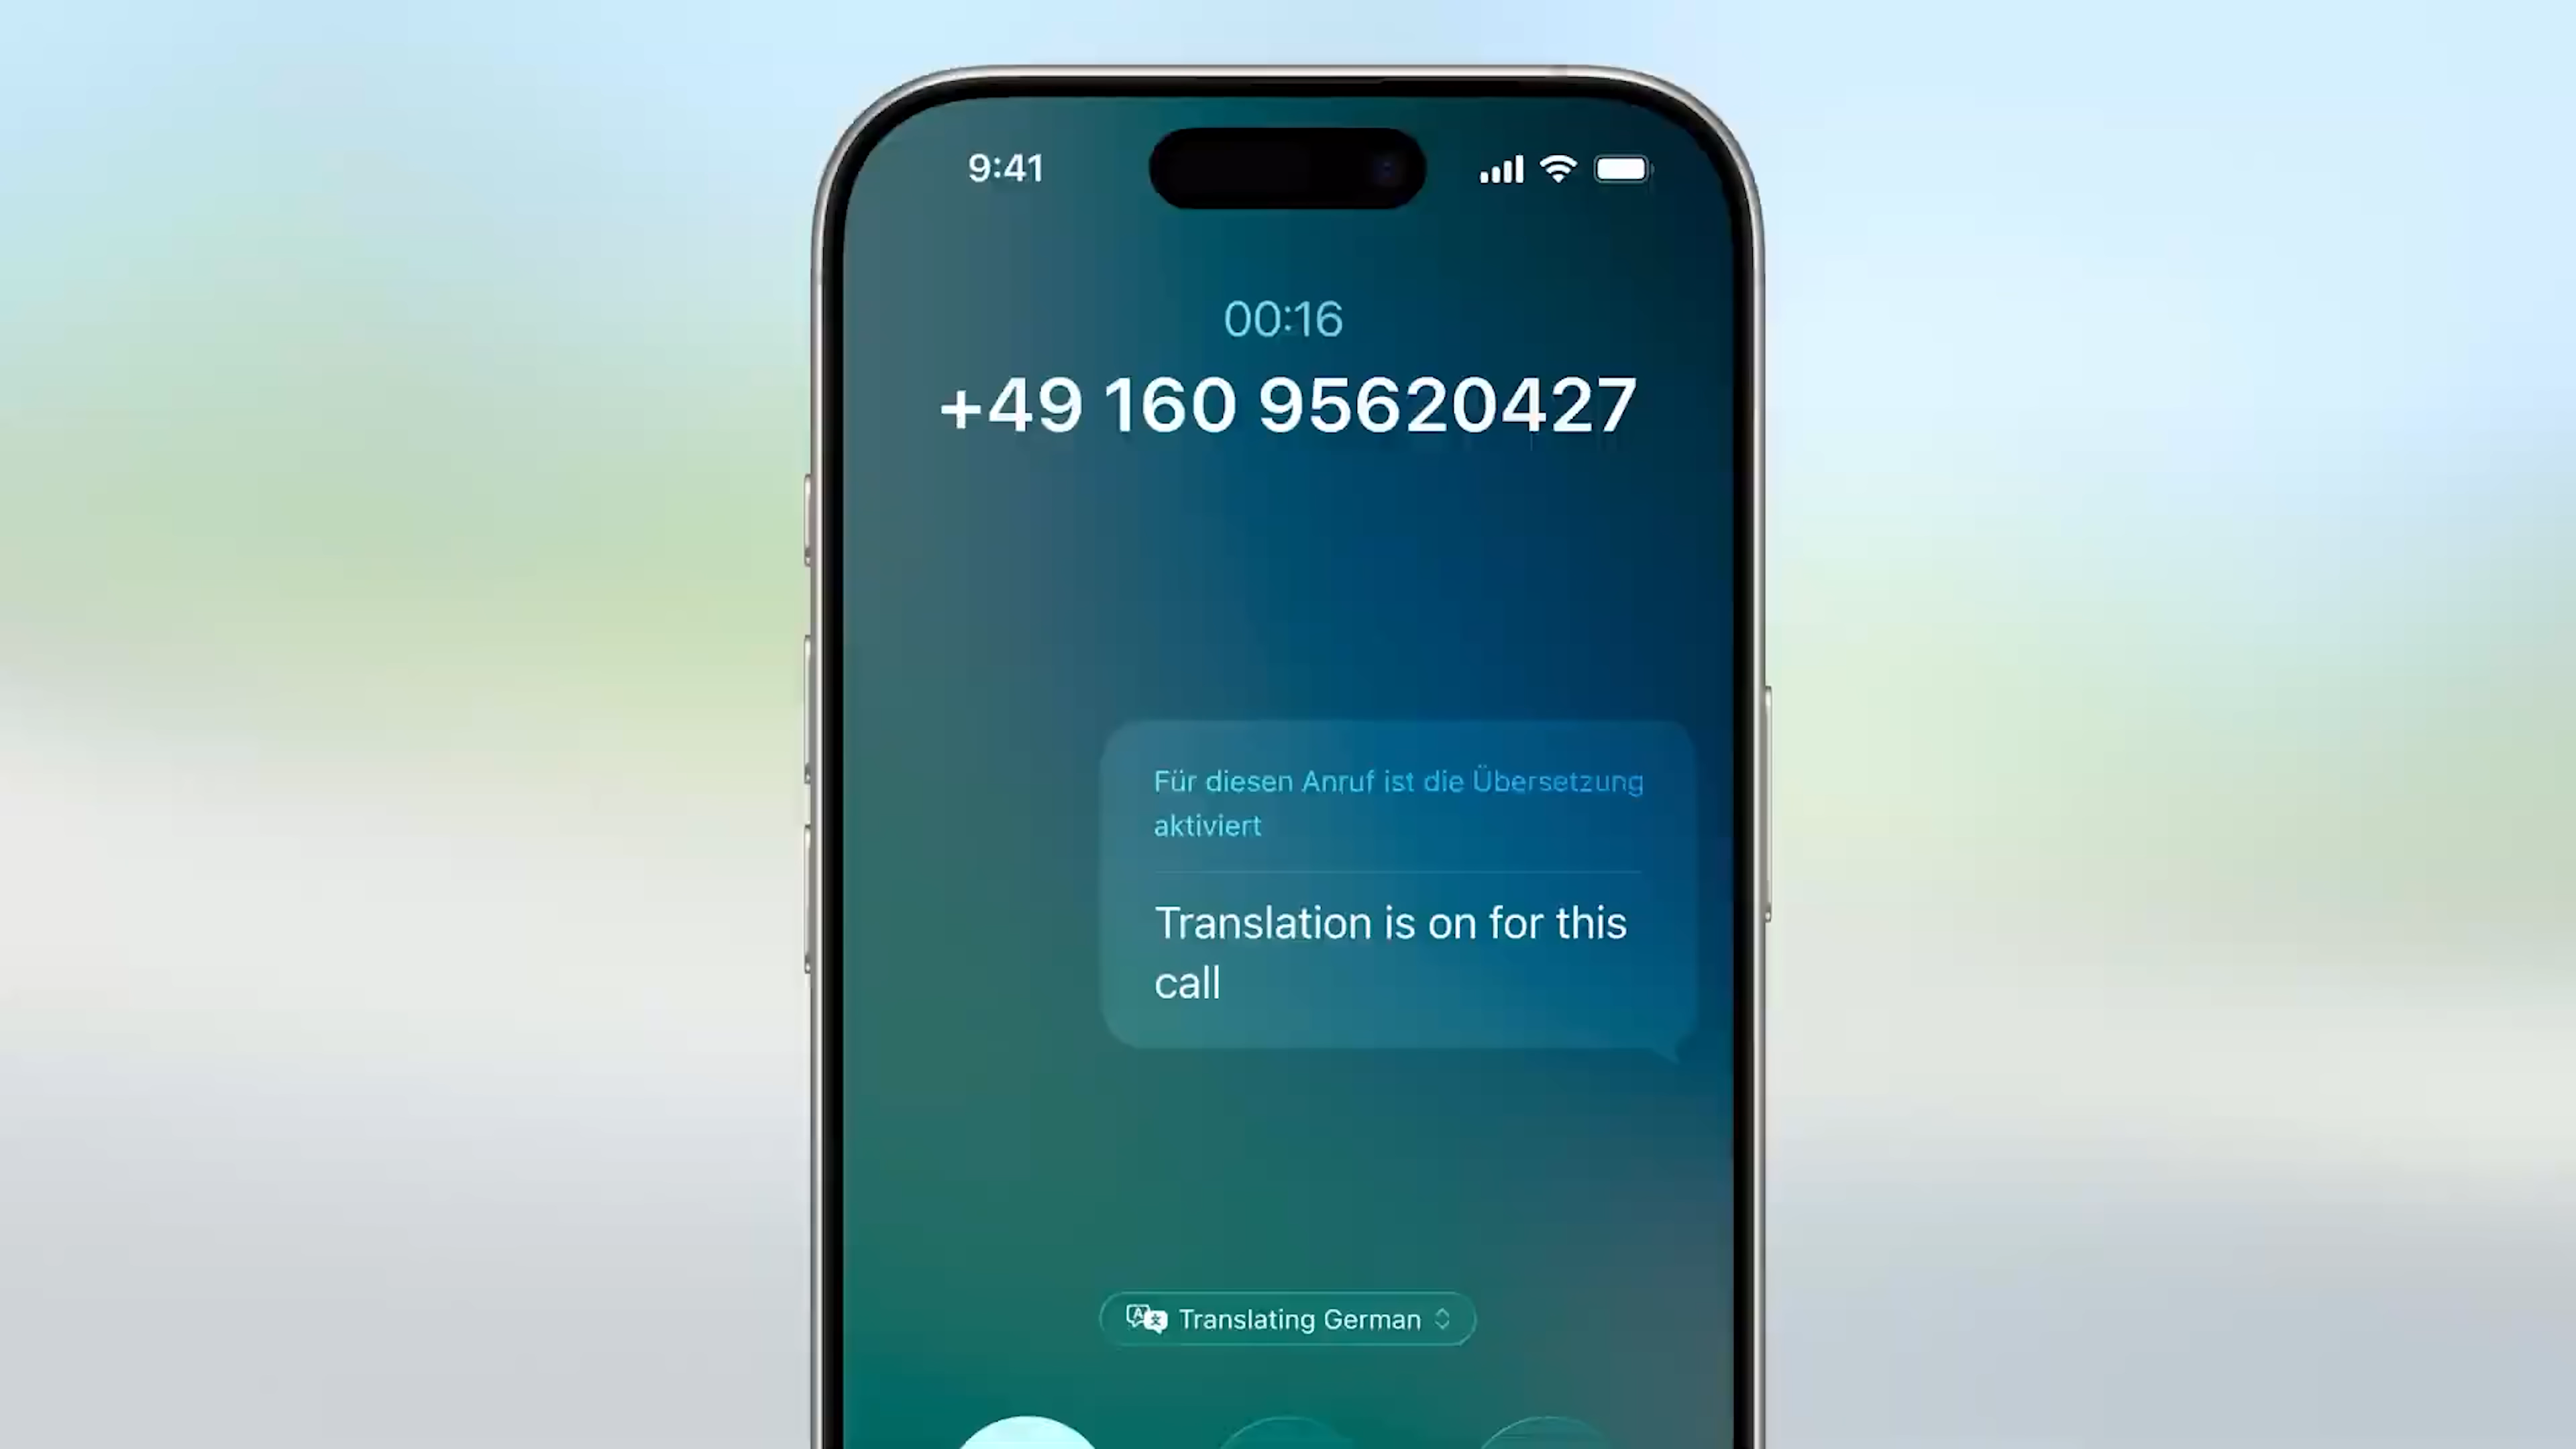 9:41
00:16
+49 160 95620427
Für diesen Anruf ist die Übersetzung
aktiviert
Translation is on for this
call
Translating German